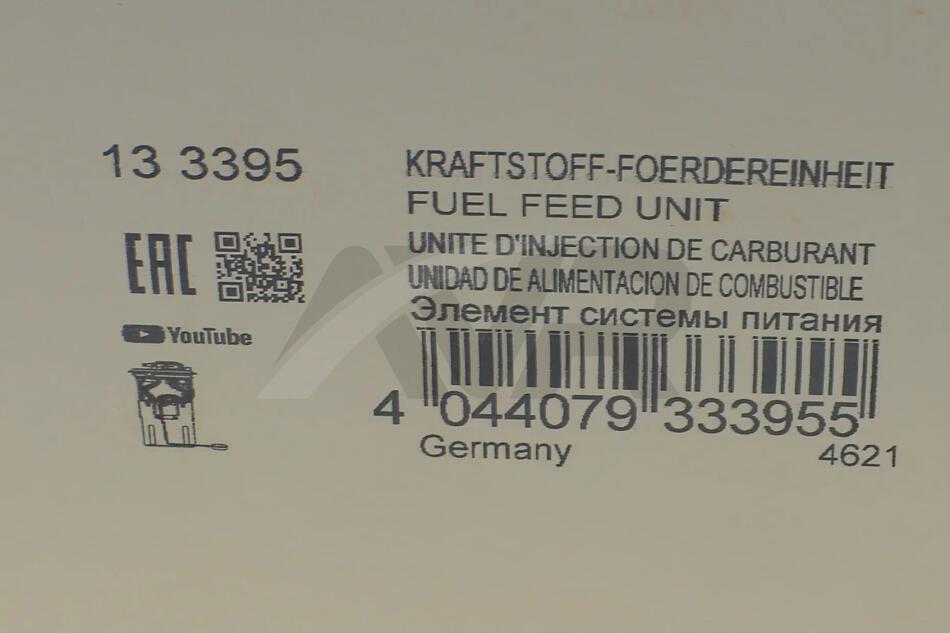 13 3395
KRAFTSTOFF-FOERDEREINHEIT
FUEL FEED UNIT
UNITE D'INJECTION DE CARBURANT
UNIDAD DE ALIMENTACION DE COMBUSTIBLE
Элемент системы питания
EAC
YouTube
4 044079 333955
Germany
4621